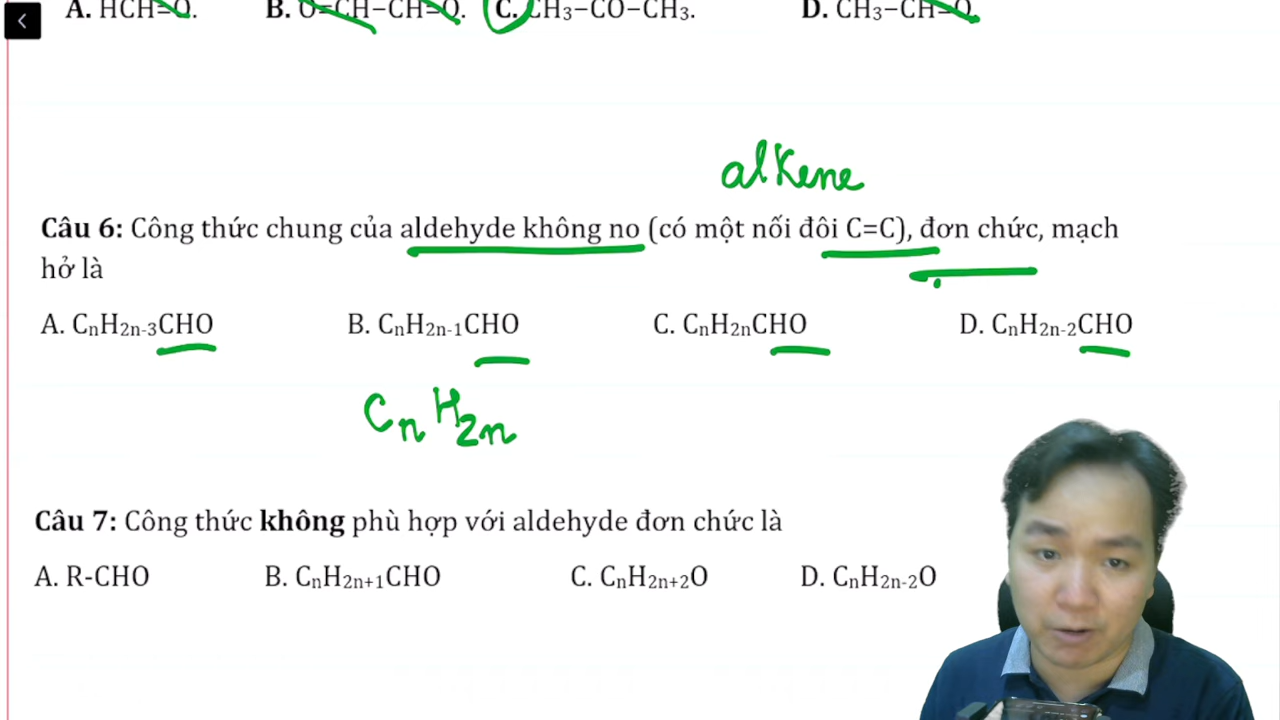 A. HCH=O. B. O=CH–CH=O. C. CH3–CO–CH3. D. CH3–CH=O.
alkene
Câu 6: Công thức chung của aldehyde không no (có một nối đôi C=C), đơn chức, mạch
hở là
A. CnH2n-3CHO B. CnH2n-1CHO C. CnH2nCHO D. CnH2n-2CHO
CnH2n
Câu 7: Công thức không phù hợp với aldehyde đơn chức là
A. R-CHO B. CnH2n+1CHO C. CnH2n+2O D. CnH2n-2O